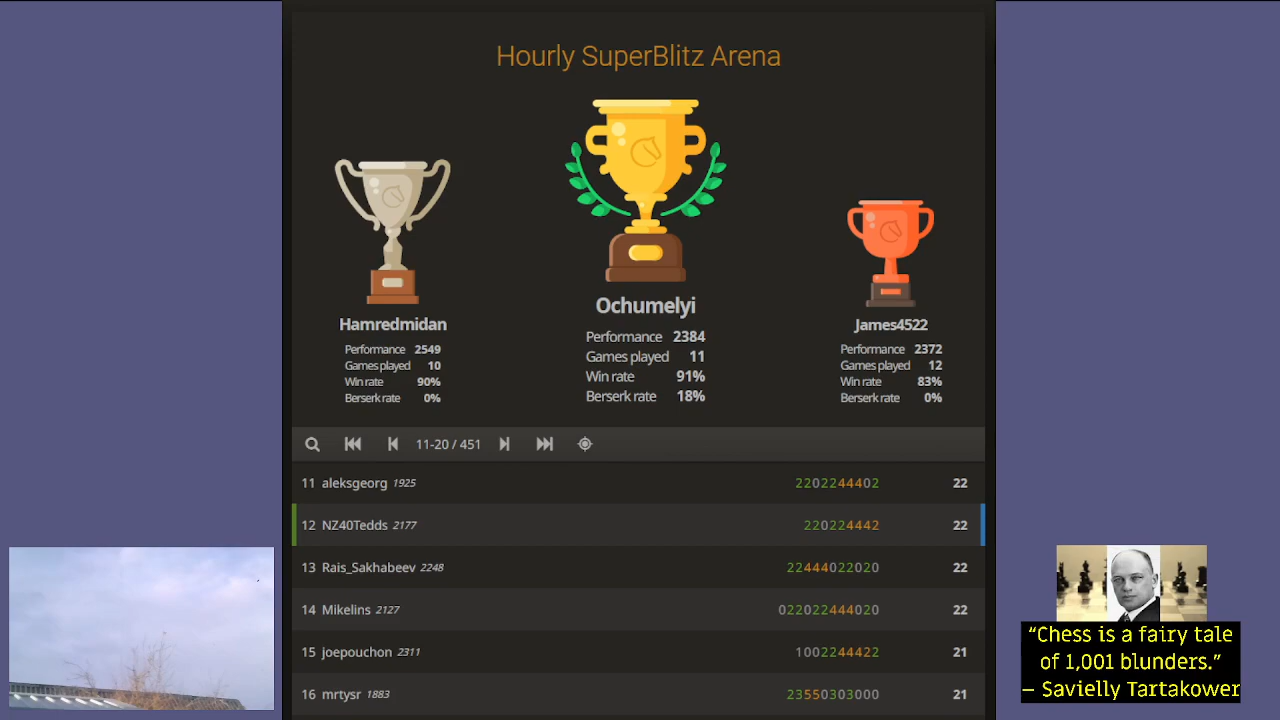 Hourly SuperBlitz Arena
Hamredmidan
Performance 2549
Games played 10
Win rate 90%
Berserk rate 0%
Ochumelyi
Performance 2384
Games played 11
Win rate 91%
Berserk rate 18%
James4522
Performance 2372
Games played 12
Win rate 83%
Berserk rate 0%
11-20 / 451
11 aleksgeorg 1925 2202244402 22
12 NZ40Tedds 2177 220224442 22
13 Rais_Sakhabeev 2248 22444022020 22
14 Mikelins 2127 022022444020 22
15 joepouchon 2311 1002244422 21
16 mrtysr 1883 23550303000 21
“Chess is a fairy tale
of 1,001 blunders.”
– Savielly Tartakower